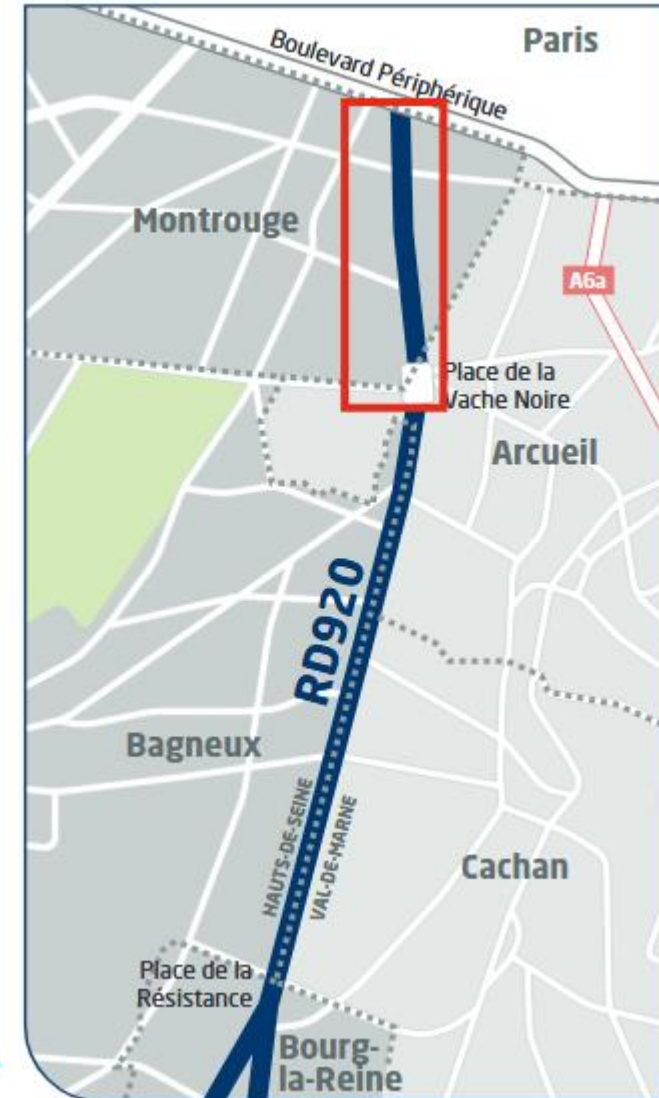 Paris
Boulevard Périphérique
Montrouge
A6a
Place de la
Vache Noire
Arcueil
RD920
Bagneux
HAUTS-DE-SEINE
VAL-DE-MARNE
Cachan
Place de la
Résistance
Bourg-
la-Reine